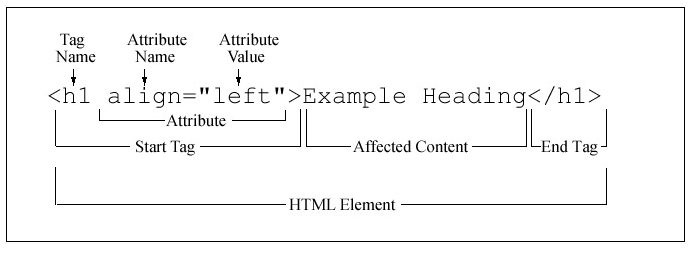 Tag Name
Attribute Name
Attribute Value
<h1 align="left">Example Heading</h1>
Attribute
Start Tag
Affected Content
End Tag
HTML Element